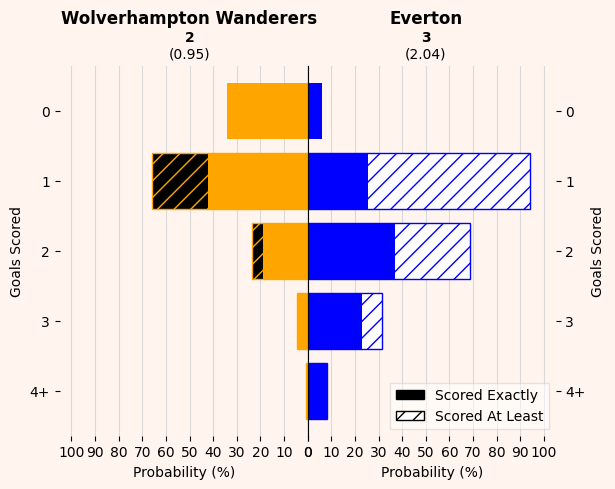 Wolverhampton Wanderers Everton
2 3
(0.95) (2.04)
0 0
1 1
2 2
3 3
4+ 4+
Goals Scored Goals Scored
Scored Exactly
Scored At Least
100 90 80 70 60 50 40 30 20 10 0 0 10 20 30 40 50 60 70 80 90 100
Probability (%) Probability (%)